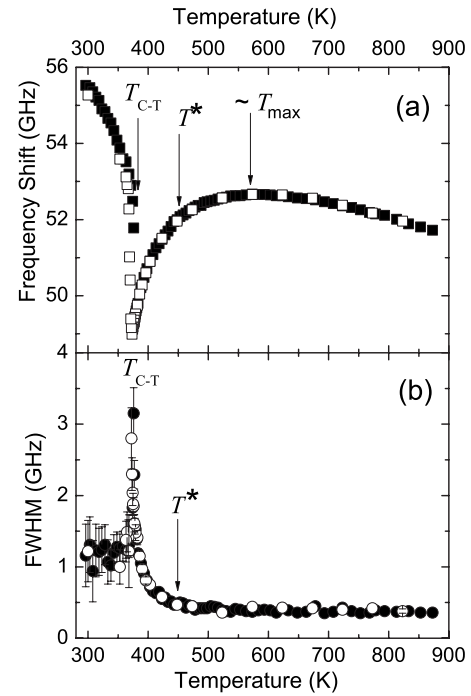 Temperature (K)
300 400 500 600 700 800 900
56
54
52
50
Frequency Shift (GHz)
T_C-T
T*
~ T_max
(a)
4
3
2
1
0
FWHM (GHz)
T_C-T
T*
(b)
300 400 500 600 700 800 900
Temperature (K)